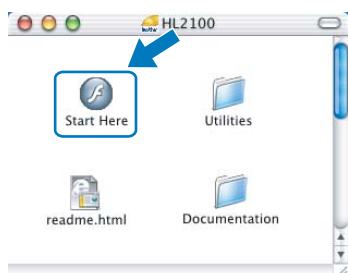 HL2100
Start Here
Utilities
readme.html
Documentation